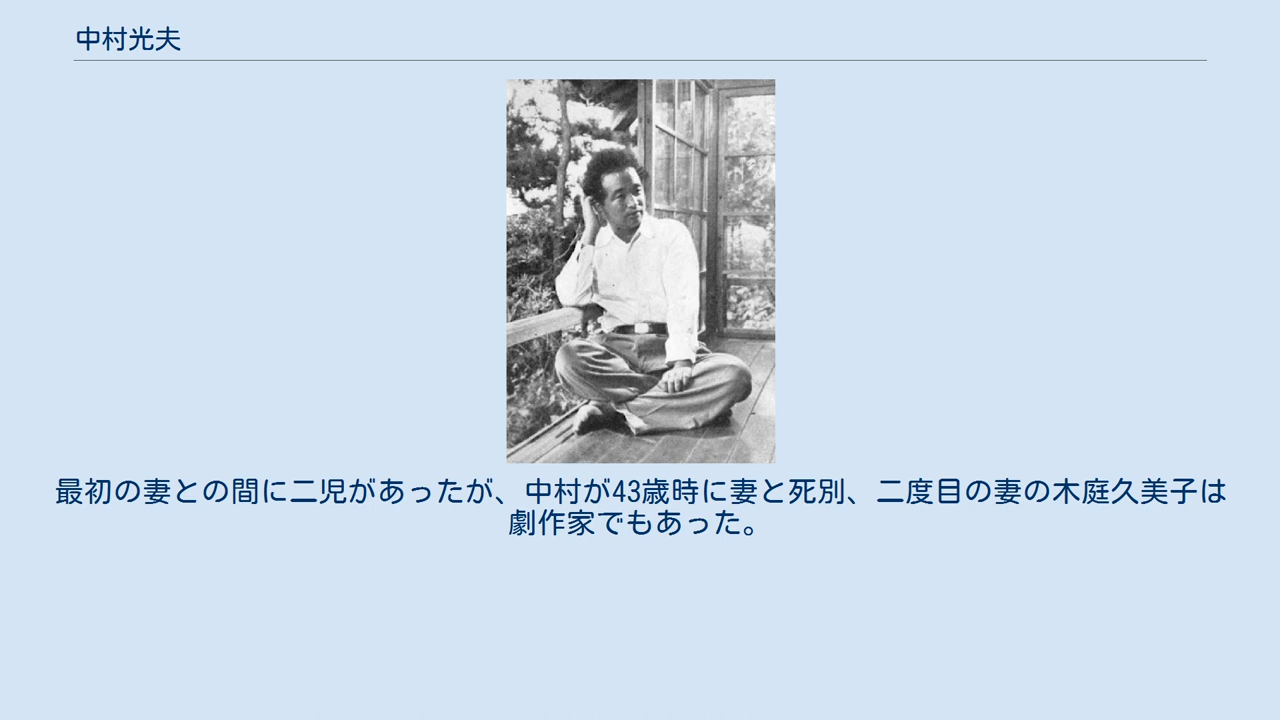 中村光夫
最初の妻との間に二児があったが、中村が43歳時に妻と死別、二度目の妻の木庭久美子は
劇作家でもあった。